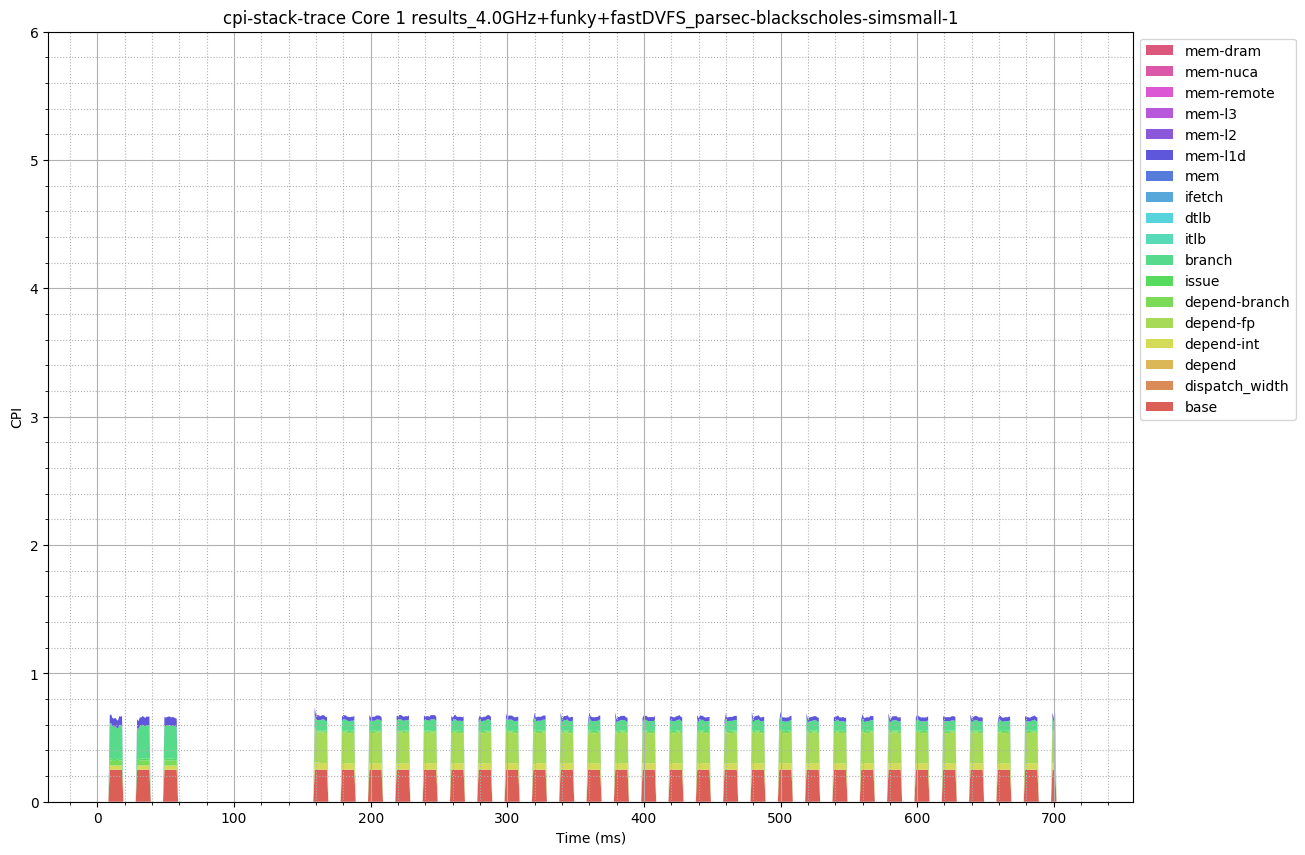 cpi-stack-trace Core 1 results_4.0GHz+funky+fastDVFS_parsec-blackscholes-simsmall-1
6
5
4
3
2
1
0
CPI
0
100
200
300
400
500
600
700
Time (ms)
mem-dram
mem-nuca
mem-remote
mem-l3
mem-l2
mem-l1d
mem
ifetch
dtlb
itlb
branch
issue
depend-branch
depend-fp
depend-int
depend
dispatch_width
base